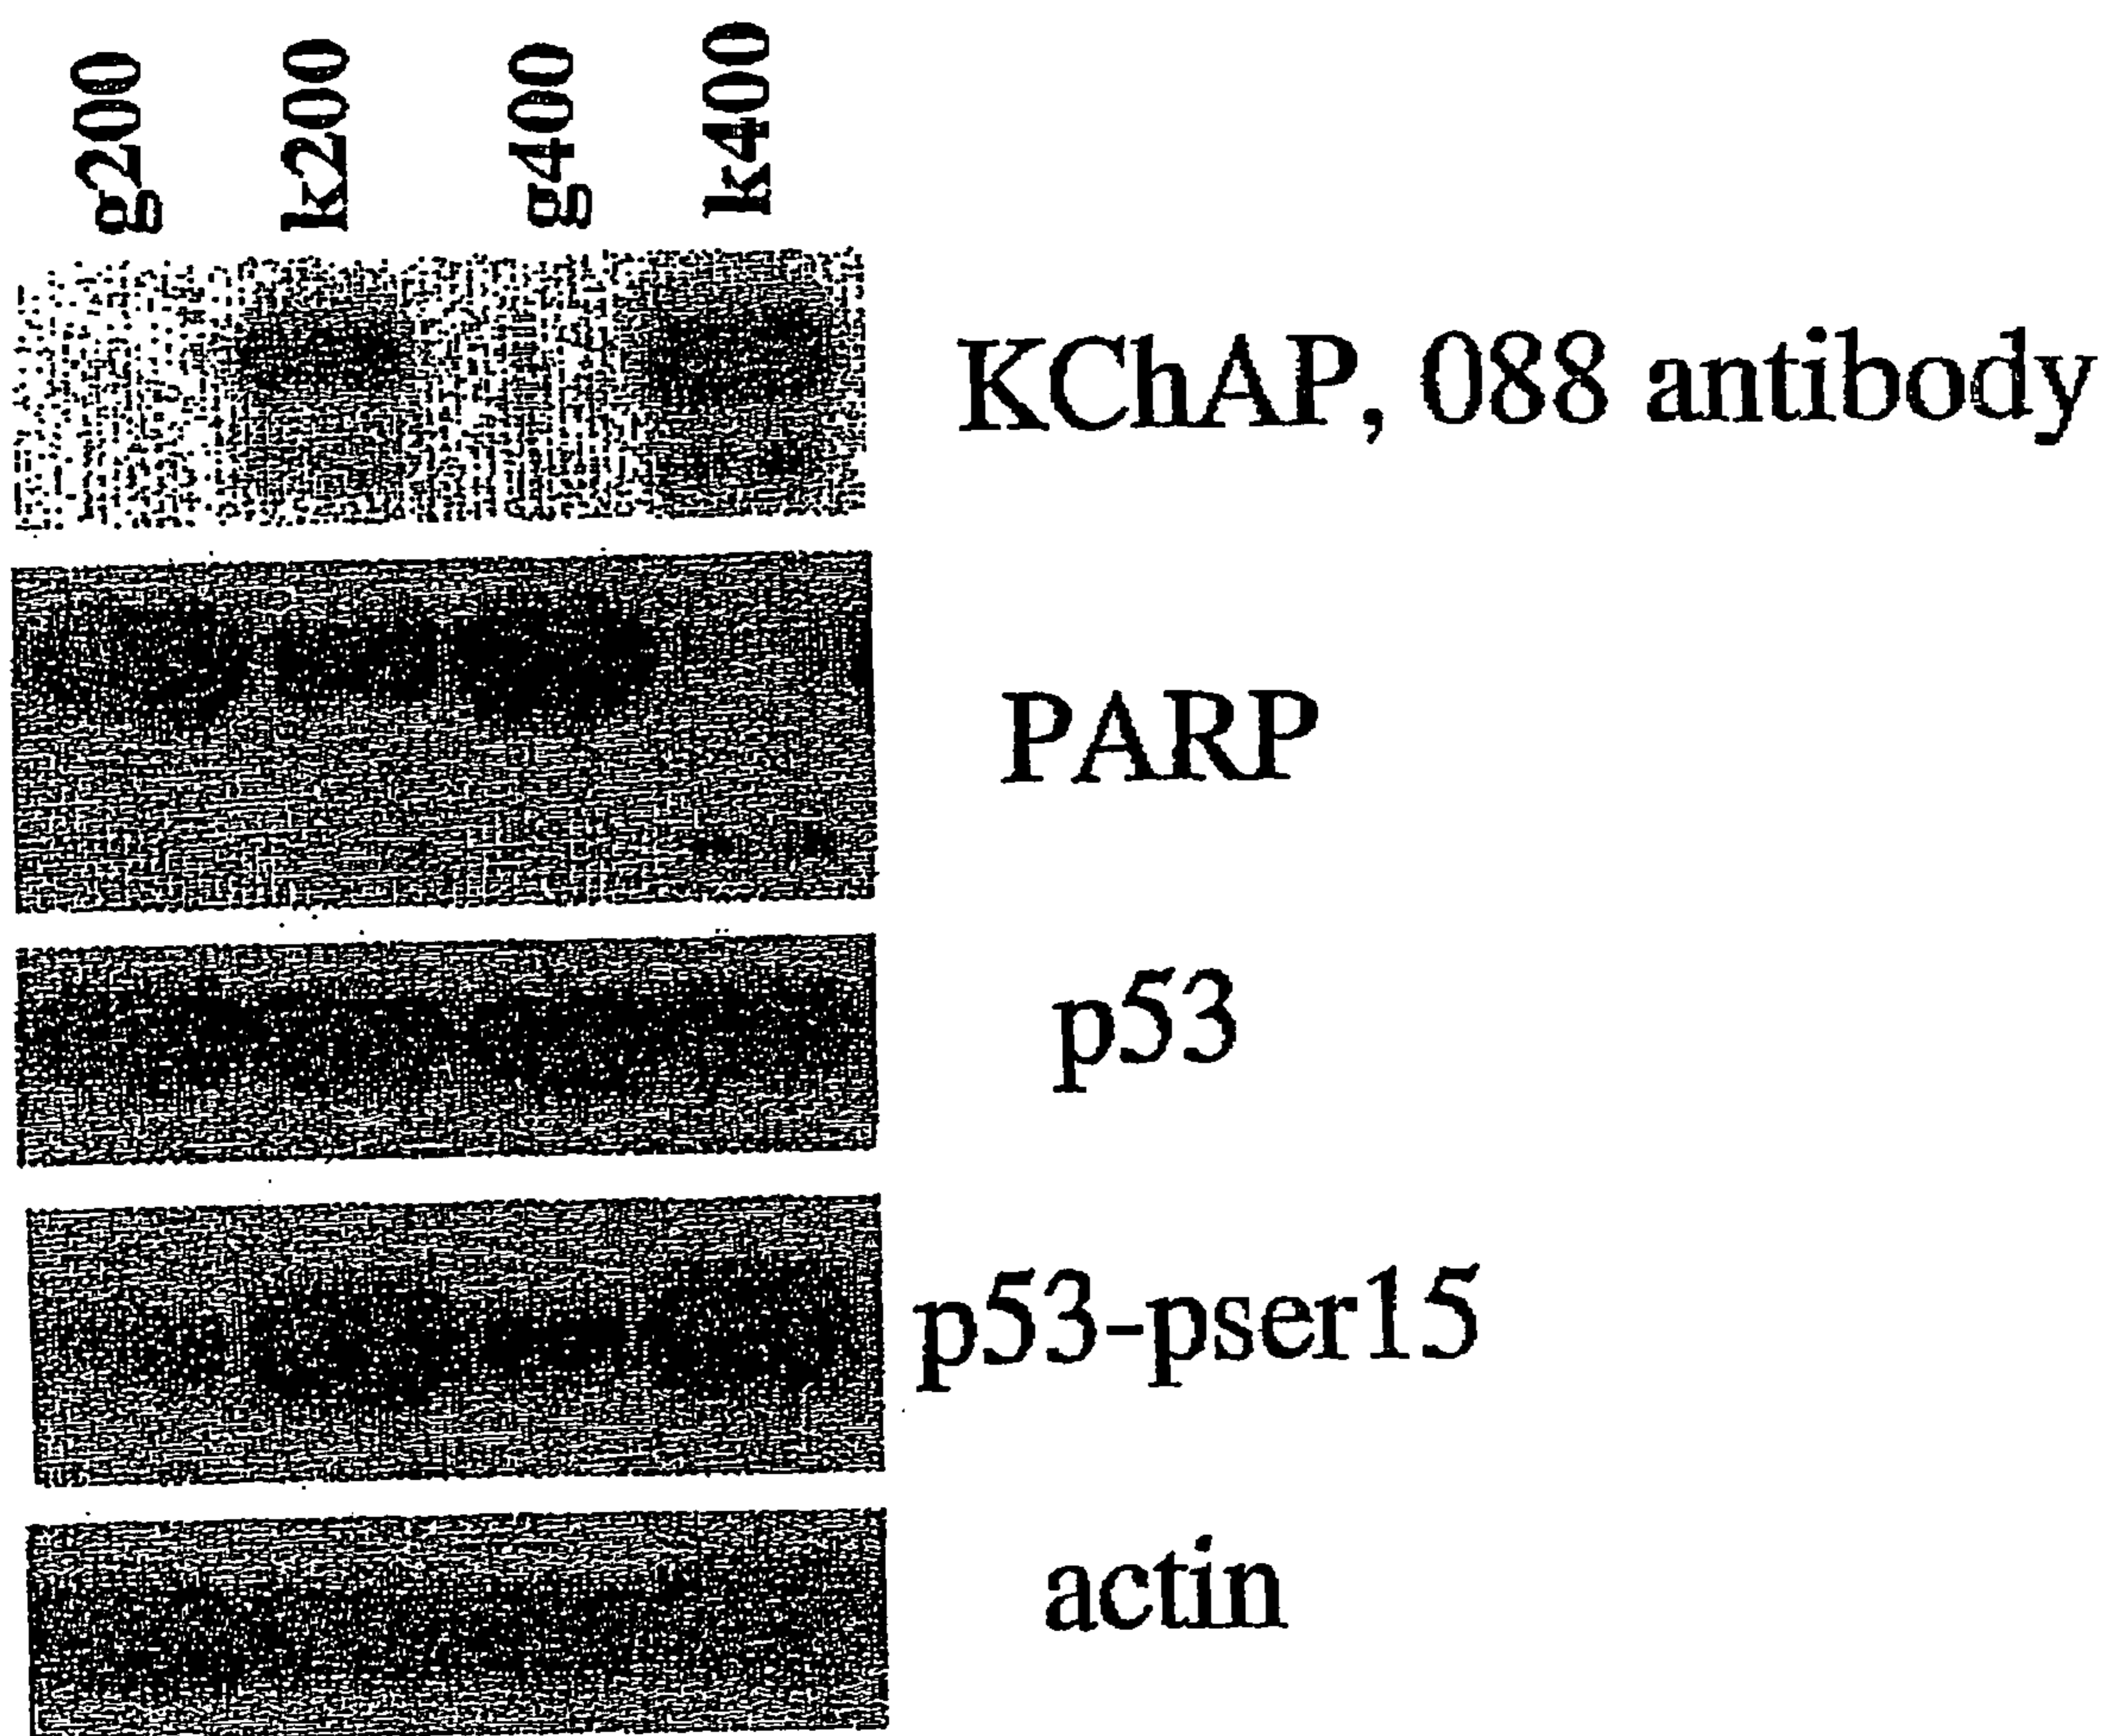 g200 k200 g400 k400
KChAP, 088 antibody
PARP
p53
p53-pser15
actin